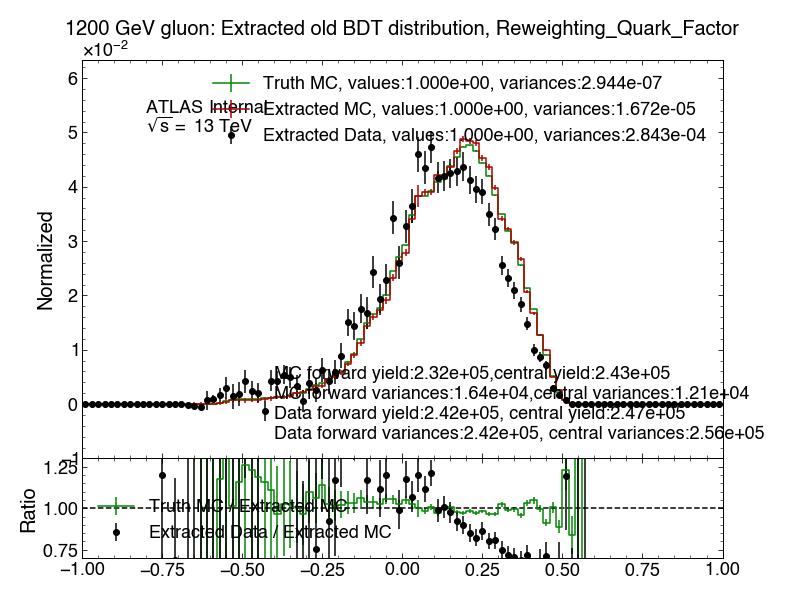 1200 GeV gluon: Extracted old BDT distribution, Reweighting_Quark_Factor
×10⁻²
Truth MC, values:1.000e+00, variances:2.944e-07
ATLAS Internal
Extracted MC, values:1.000e+00, variances:1.672e-05
√s = 13 TeV
Extracted Data, values:1.000e+00, variances:2.843e-04
6
5
4
3
2
1
0
−1
Normalized
MC forward yield:2.32e+05,central yield:2.43e+05
MC forward variances:1.64e+04,central variances:1.21e+04
Data forward yield:2.42e+05, central yield:2.47e+05
Data forward variances:2.42e+05, central variances:2.56e+05
1.25
1.00
0.75
Ratio
Truth MC / Extracted MC
Extracted Data / Extracted MC
−1.00 −0.75 −0.50 −0.25 0.00 0.25 0.50 0.75 1.00